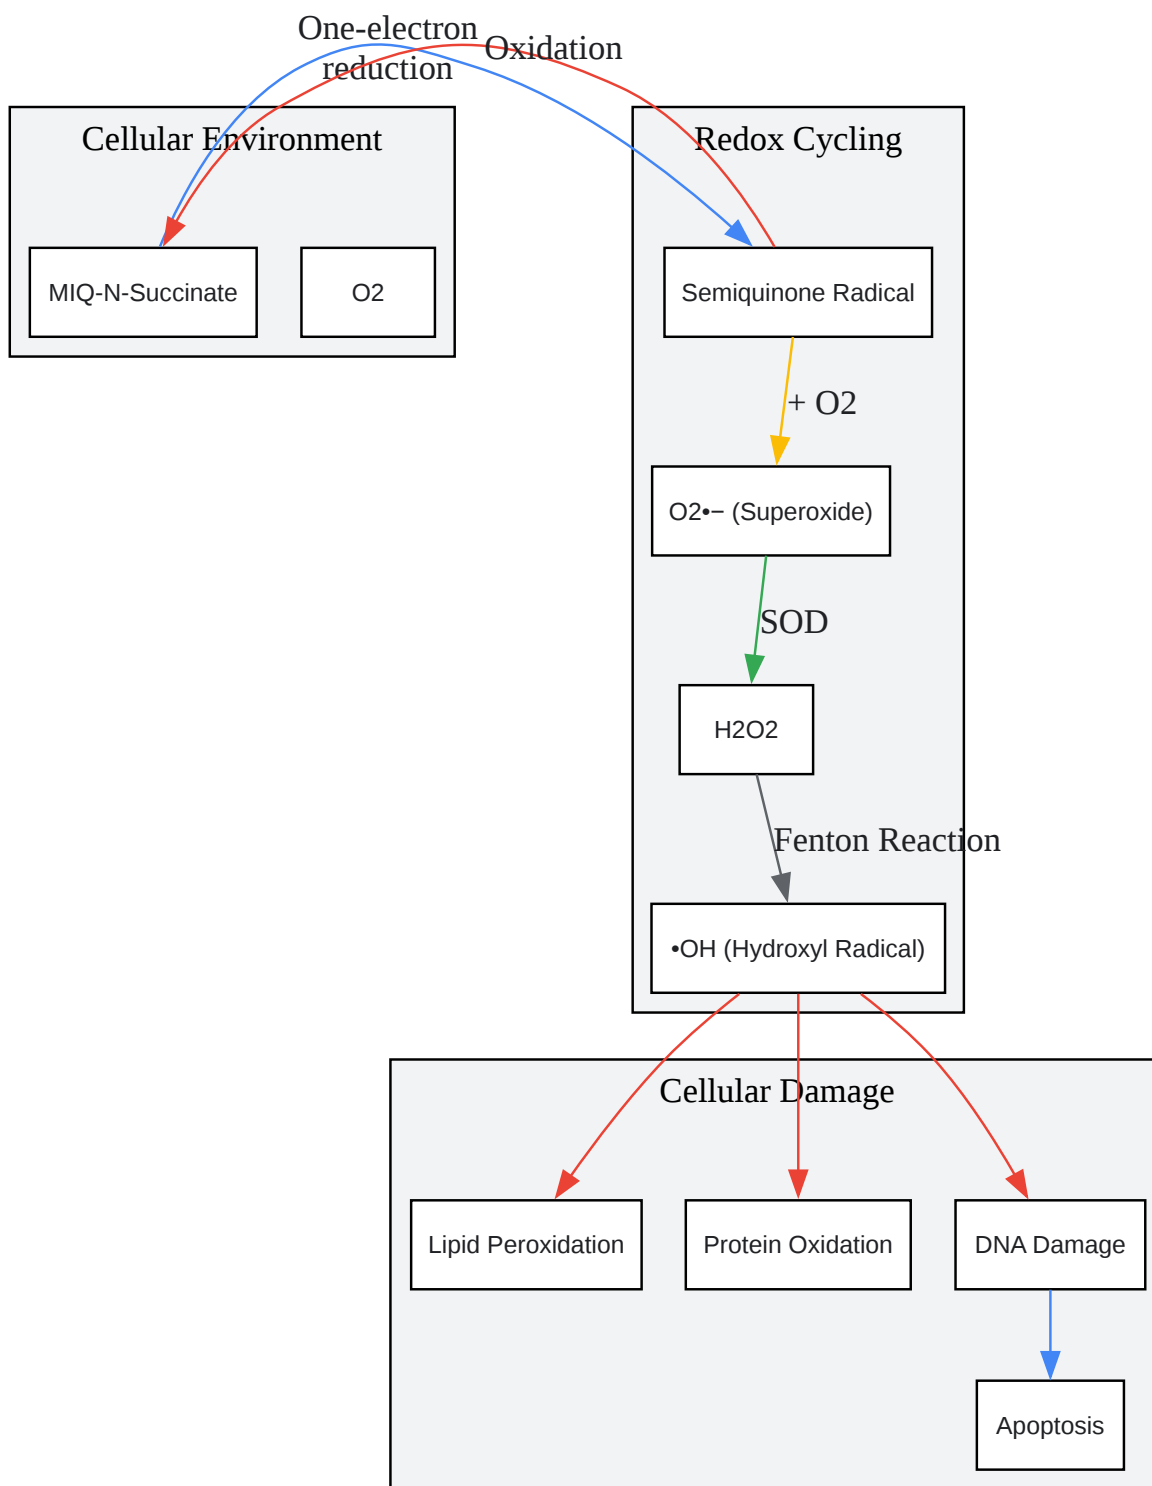 One-electron
reduction
Oxidation
Cellular Environment
Redox Cycling
MIQ-N-Succinate
O2
Semiquinone Radical
+ O2
O2•− (Superoxide)
SOD
H2O2
Fenton Reaction
•OH (Hydroxyl Radical)
Cellular Damage
Lipid Peroxidation
Protein Oxidation
DNA Damage
Apoptosis